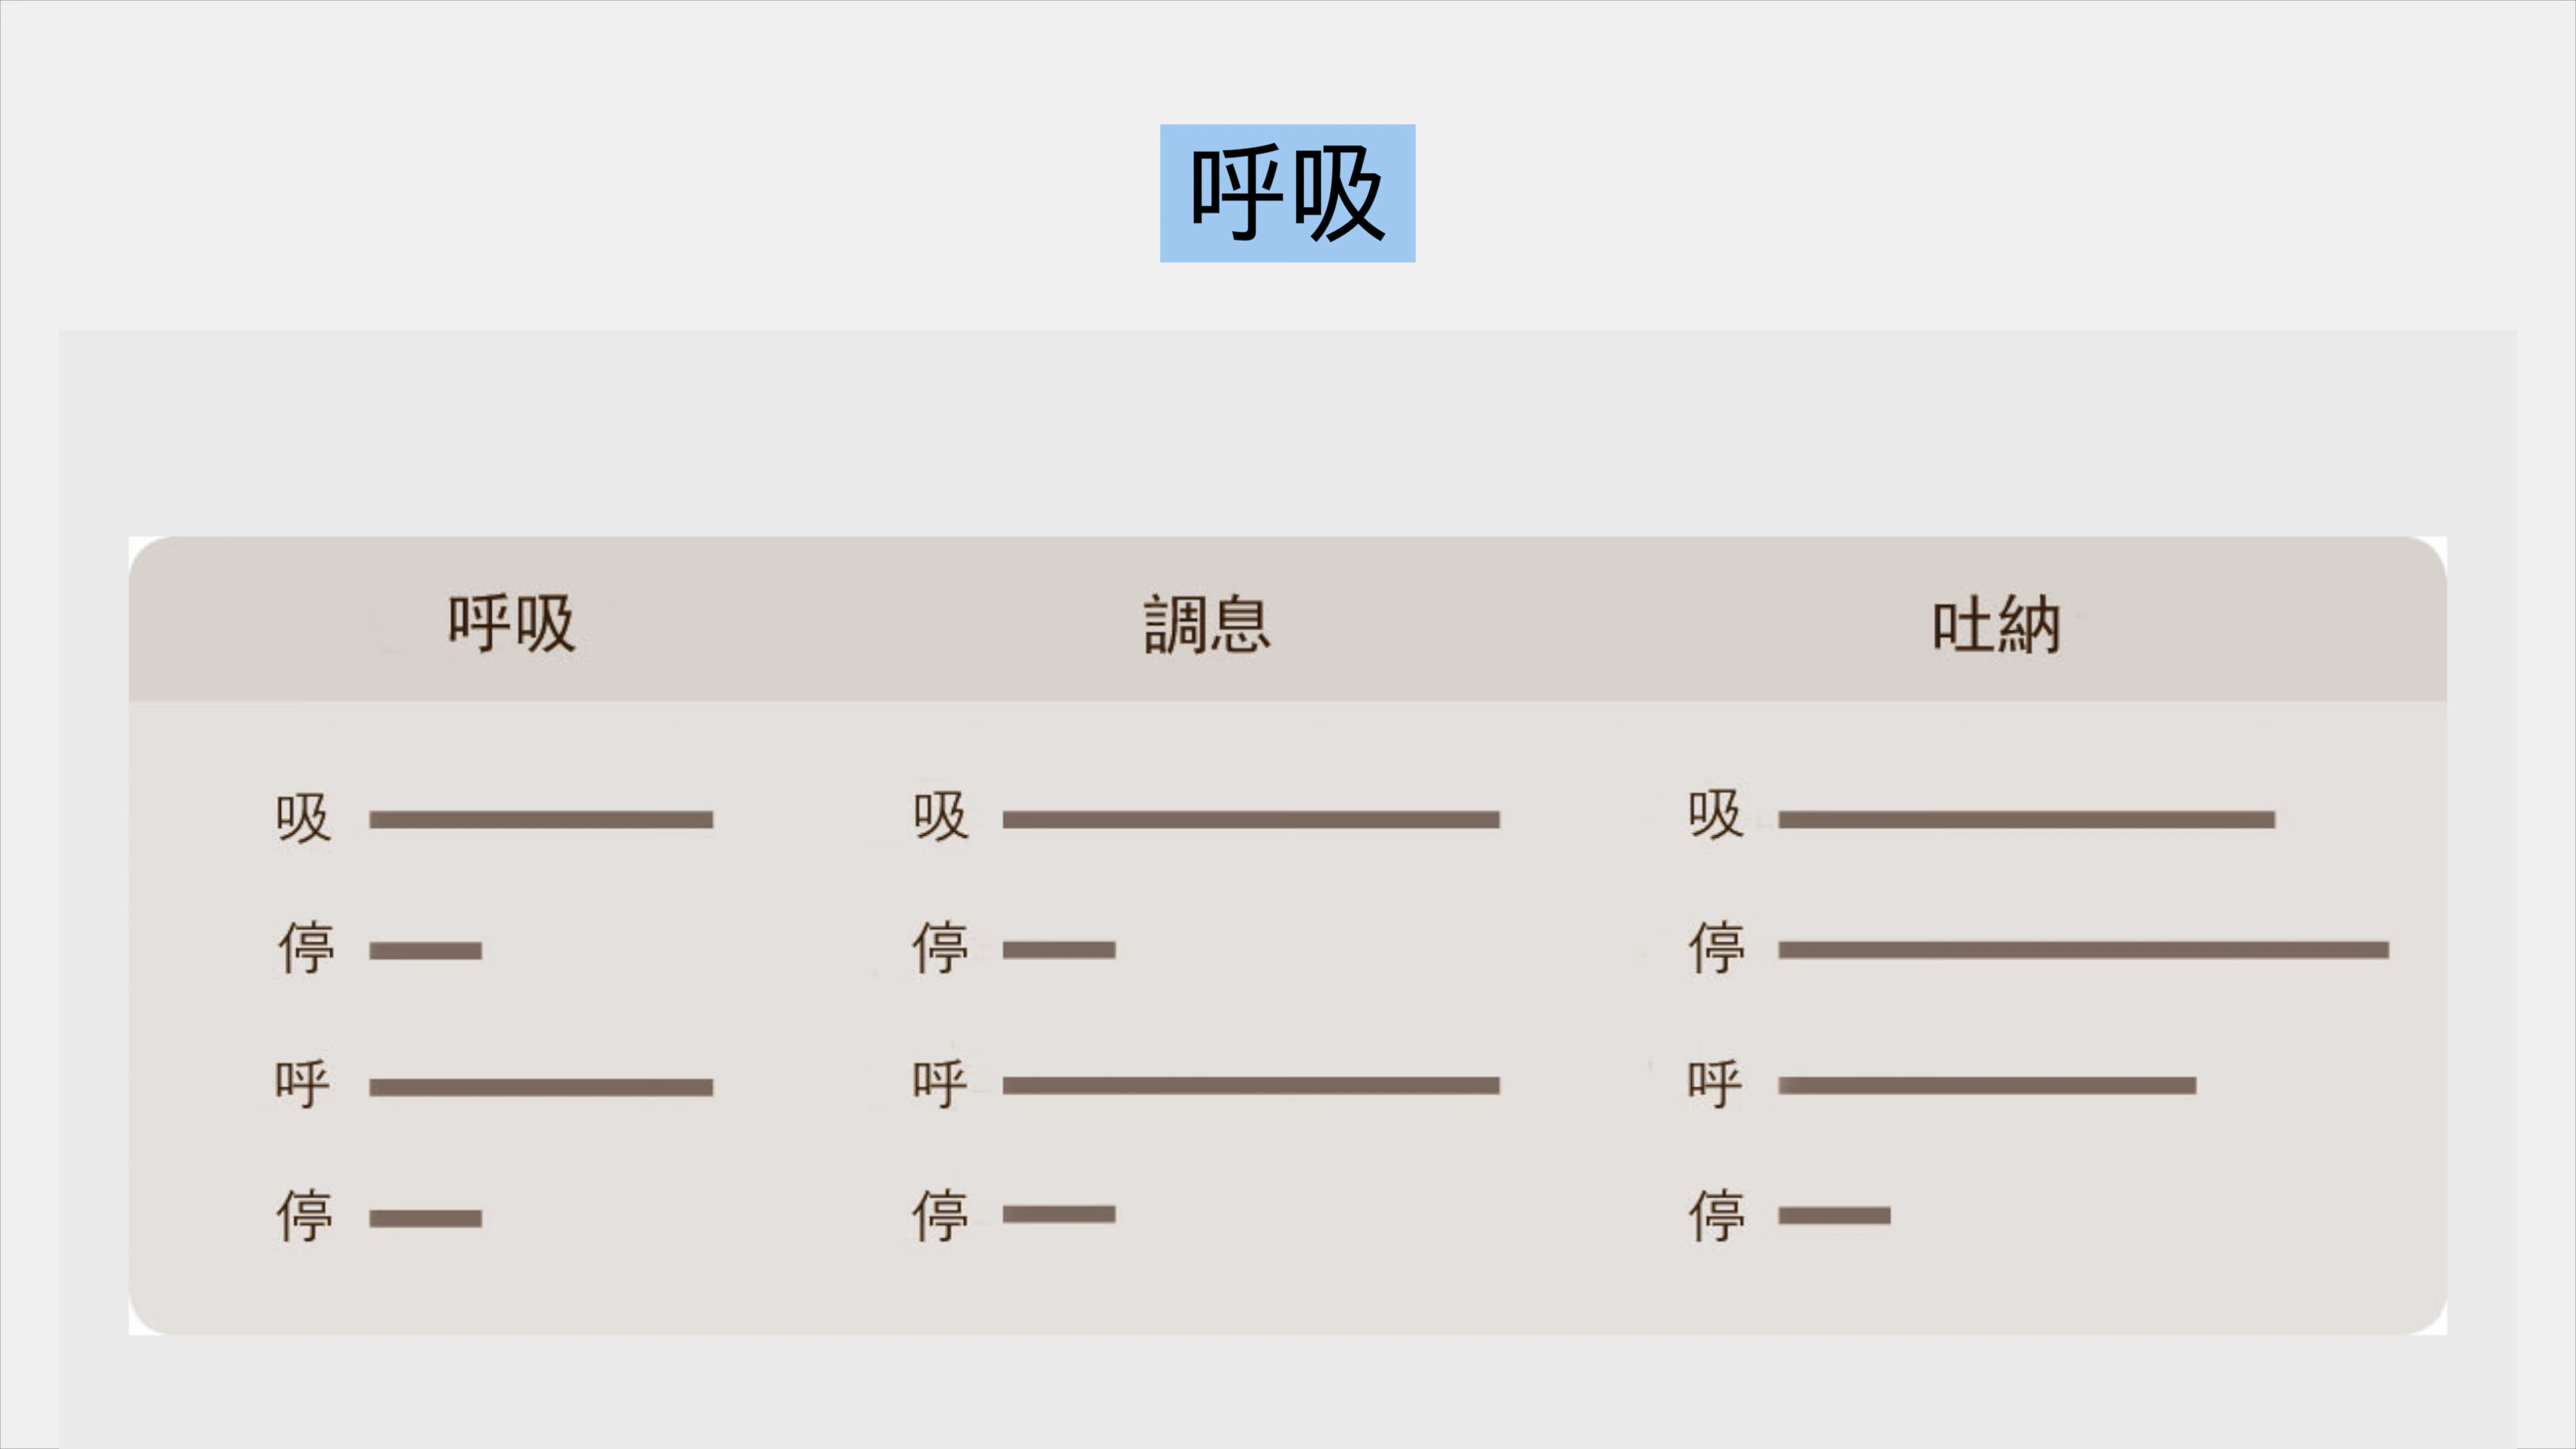 呼吸
呼吸 調息 吐納
吸 吸 吸
停 停 停
呼 呼 呼
停 停 停